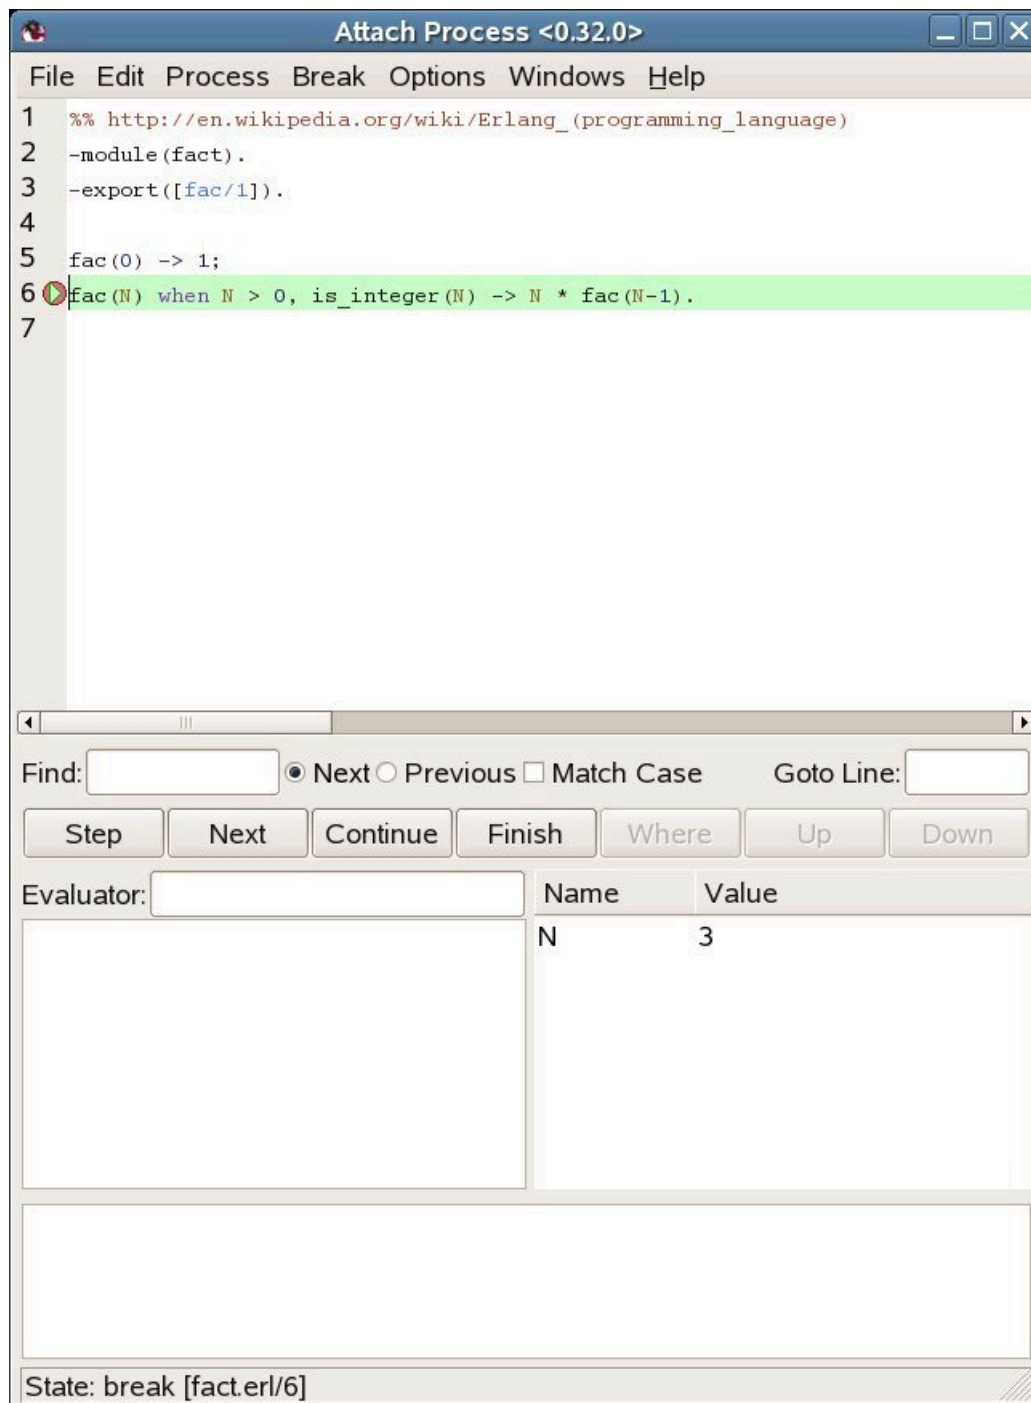 Attach Process <0.32.0>
File Edit Process Break Options Windows Help
1 %% http://en.wikipedia.org/wiki/Erlang_(programming_language)
2 -module(fact).
3 -export([fac/1]).
4
5 fac(0) -> 1;
6 fac(N) when N > 0, is_integer(N) -> N * fac(N-1).
7
Find: Next Previous Match Case Goto Line:
Step Next Continue Finish Where Up Down
Evaluator: Name Value
N 3
State: break [fact.erl/6]